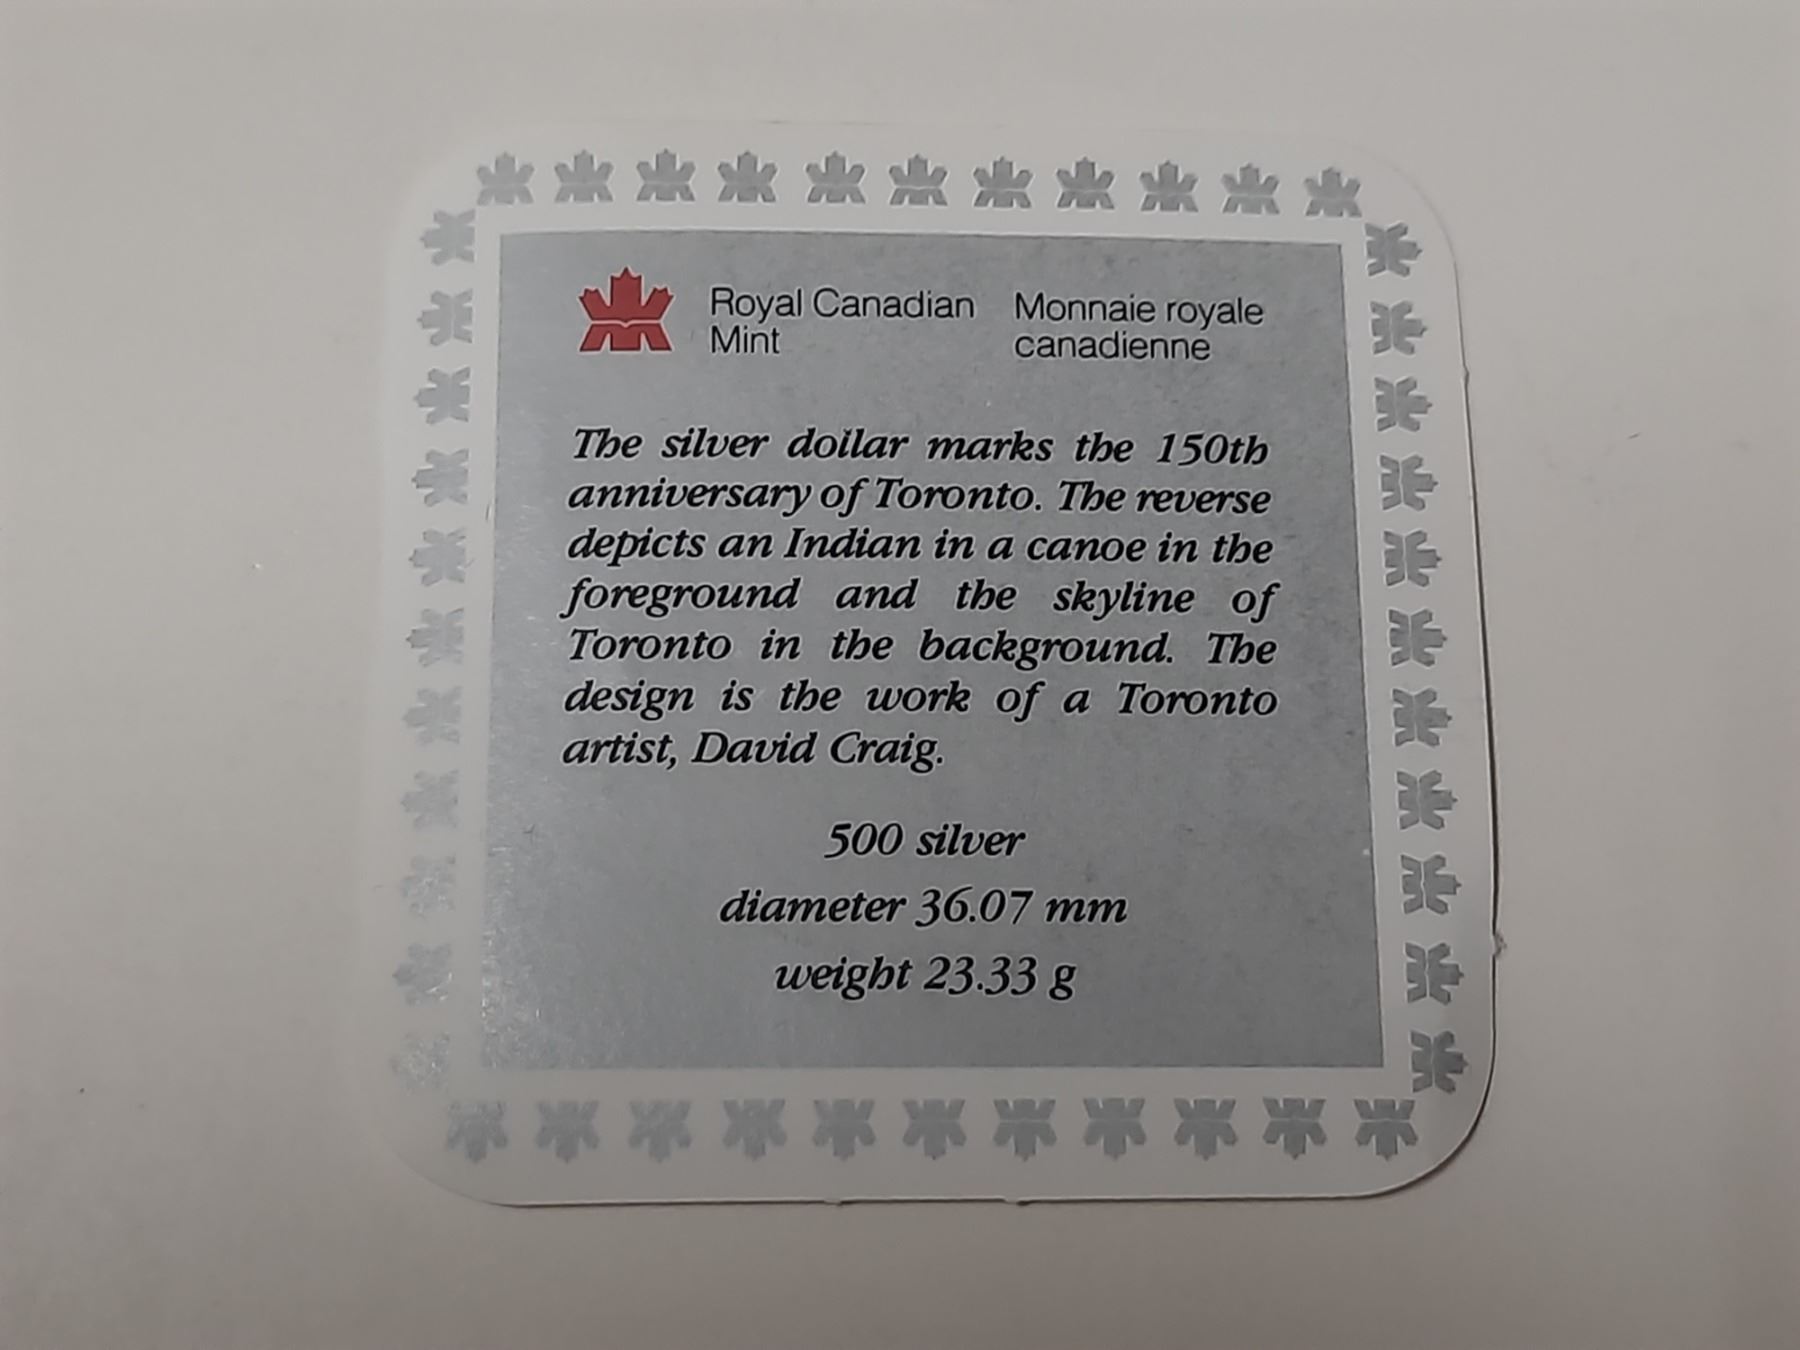 Royal Canadian Mint
Monnaie royale canadienne
The silver dollar marks the 150th
anniversary of Toronto. The reverse
depicts an Indian in a canoe in the
foreground and the skyline of
Toronto in the background. The
design is the work of a Toronto
artist, David Craig.
500 silver
diameter 36.07 mm
weight 23.33 g